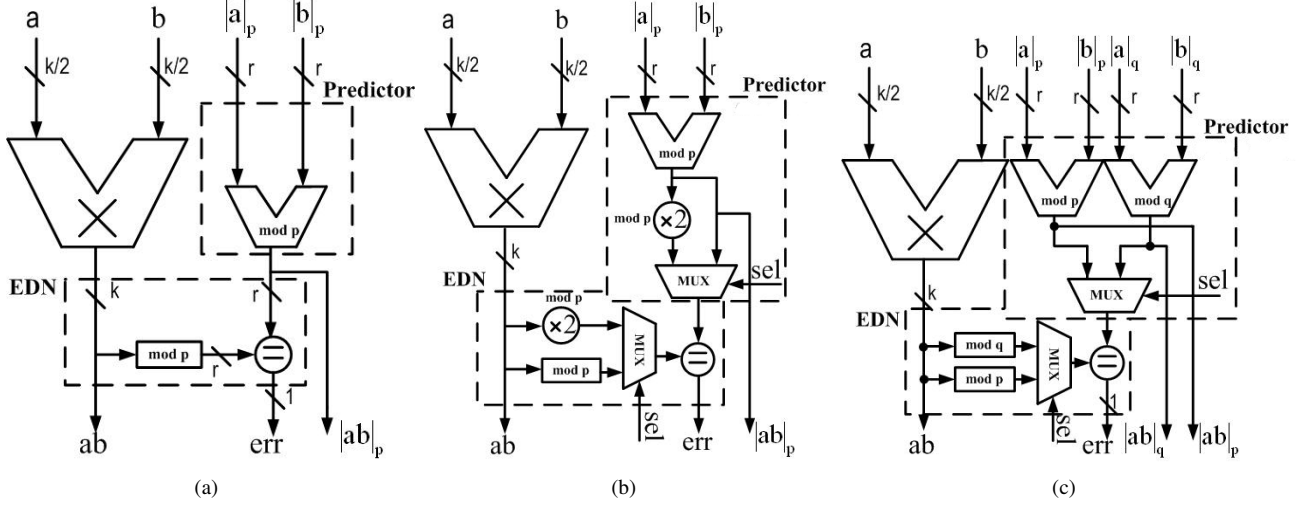 a b |a|p |b|p
k/2 k/2 r r
Predictor
mod p
EDN
k r
mod p r =
1
ab err |ab|p
(a)
a b |a|p |b|p
k/2 k/2 r r
Predictor
mod p
mod p ×2
k
MUX sel
EDN
mod p
×2
MUX =
mod p
sel
ab err |ab|p
(b)
a b |a|p |b|p |a|q |b|q
k/2 k/2 r r r r
Predictor
mod p mod q
k
MUX sel
EDN
mod q
MUX =
mod p
1
sel
ab err |ab|q |ab|p
(c)